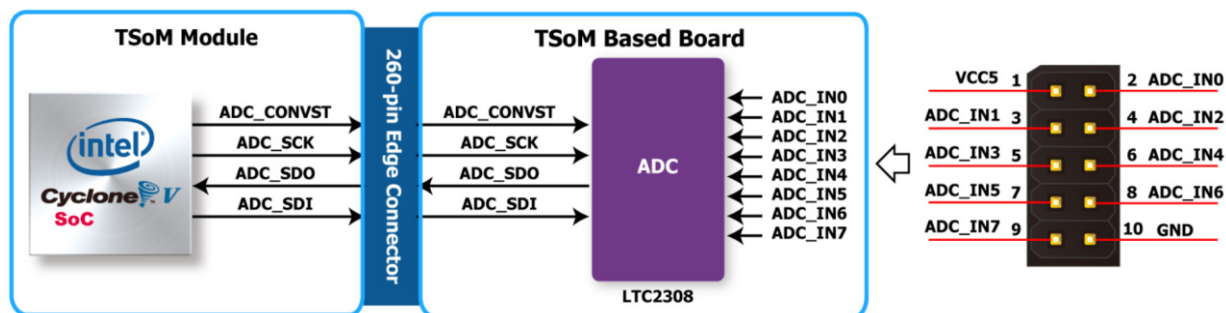 TSoM Module
ADC_CONVST
ADC_SCK
ADC_SDO
ADC_SDI
intel
Cyclone V
SoC
260-pin Edge Connector
TSoM Based Board
ADC_CONVST
ADC_SCK
ADC_SDO
ADC_SDI
ADC
LTC2308
ADC_IN0
ADC_IN1
ADC_IN2
ADC_IN3
ADC_IN4
ADC_IN5
ADC_IN6
ADC_IN7
VCC5 1 2 ADC_IN0
ADC_IN1 3 4 ADC_IN2
ADC_IN3 5 6 ADC_IN4
ADC_IN5 7 8 ADC_IN6
ADC_IN7 9 10 GND